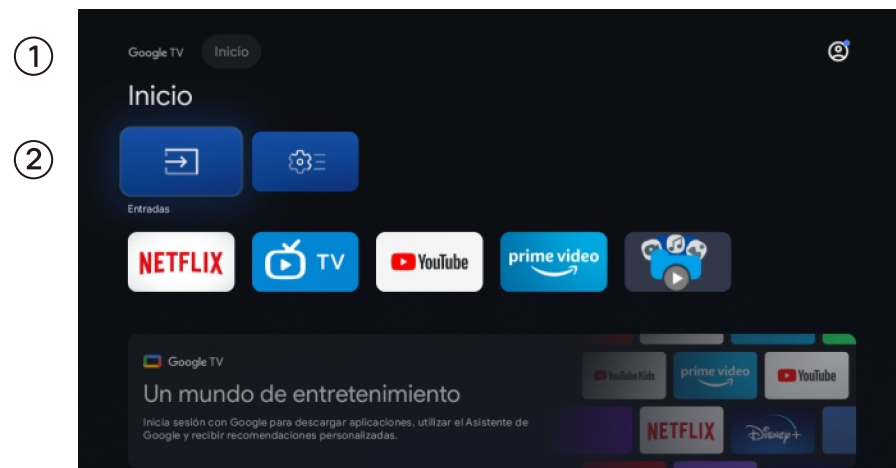 ①
Google TV Inicio
Inicio
②
Entradas
NETFLIX TV YouTube prime video
Google TV
Un mundo de entretenimiento
Inicia sesión con Google para descargar aplicaciones, utilizar el Asistente de
Google y recibir recomendaciones personalizadas.
YouTube Kids prime video YouTube
NETFLIX Disney+